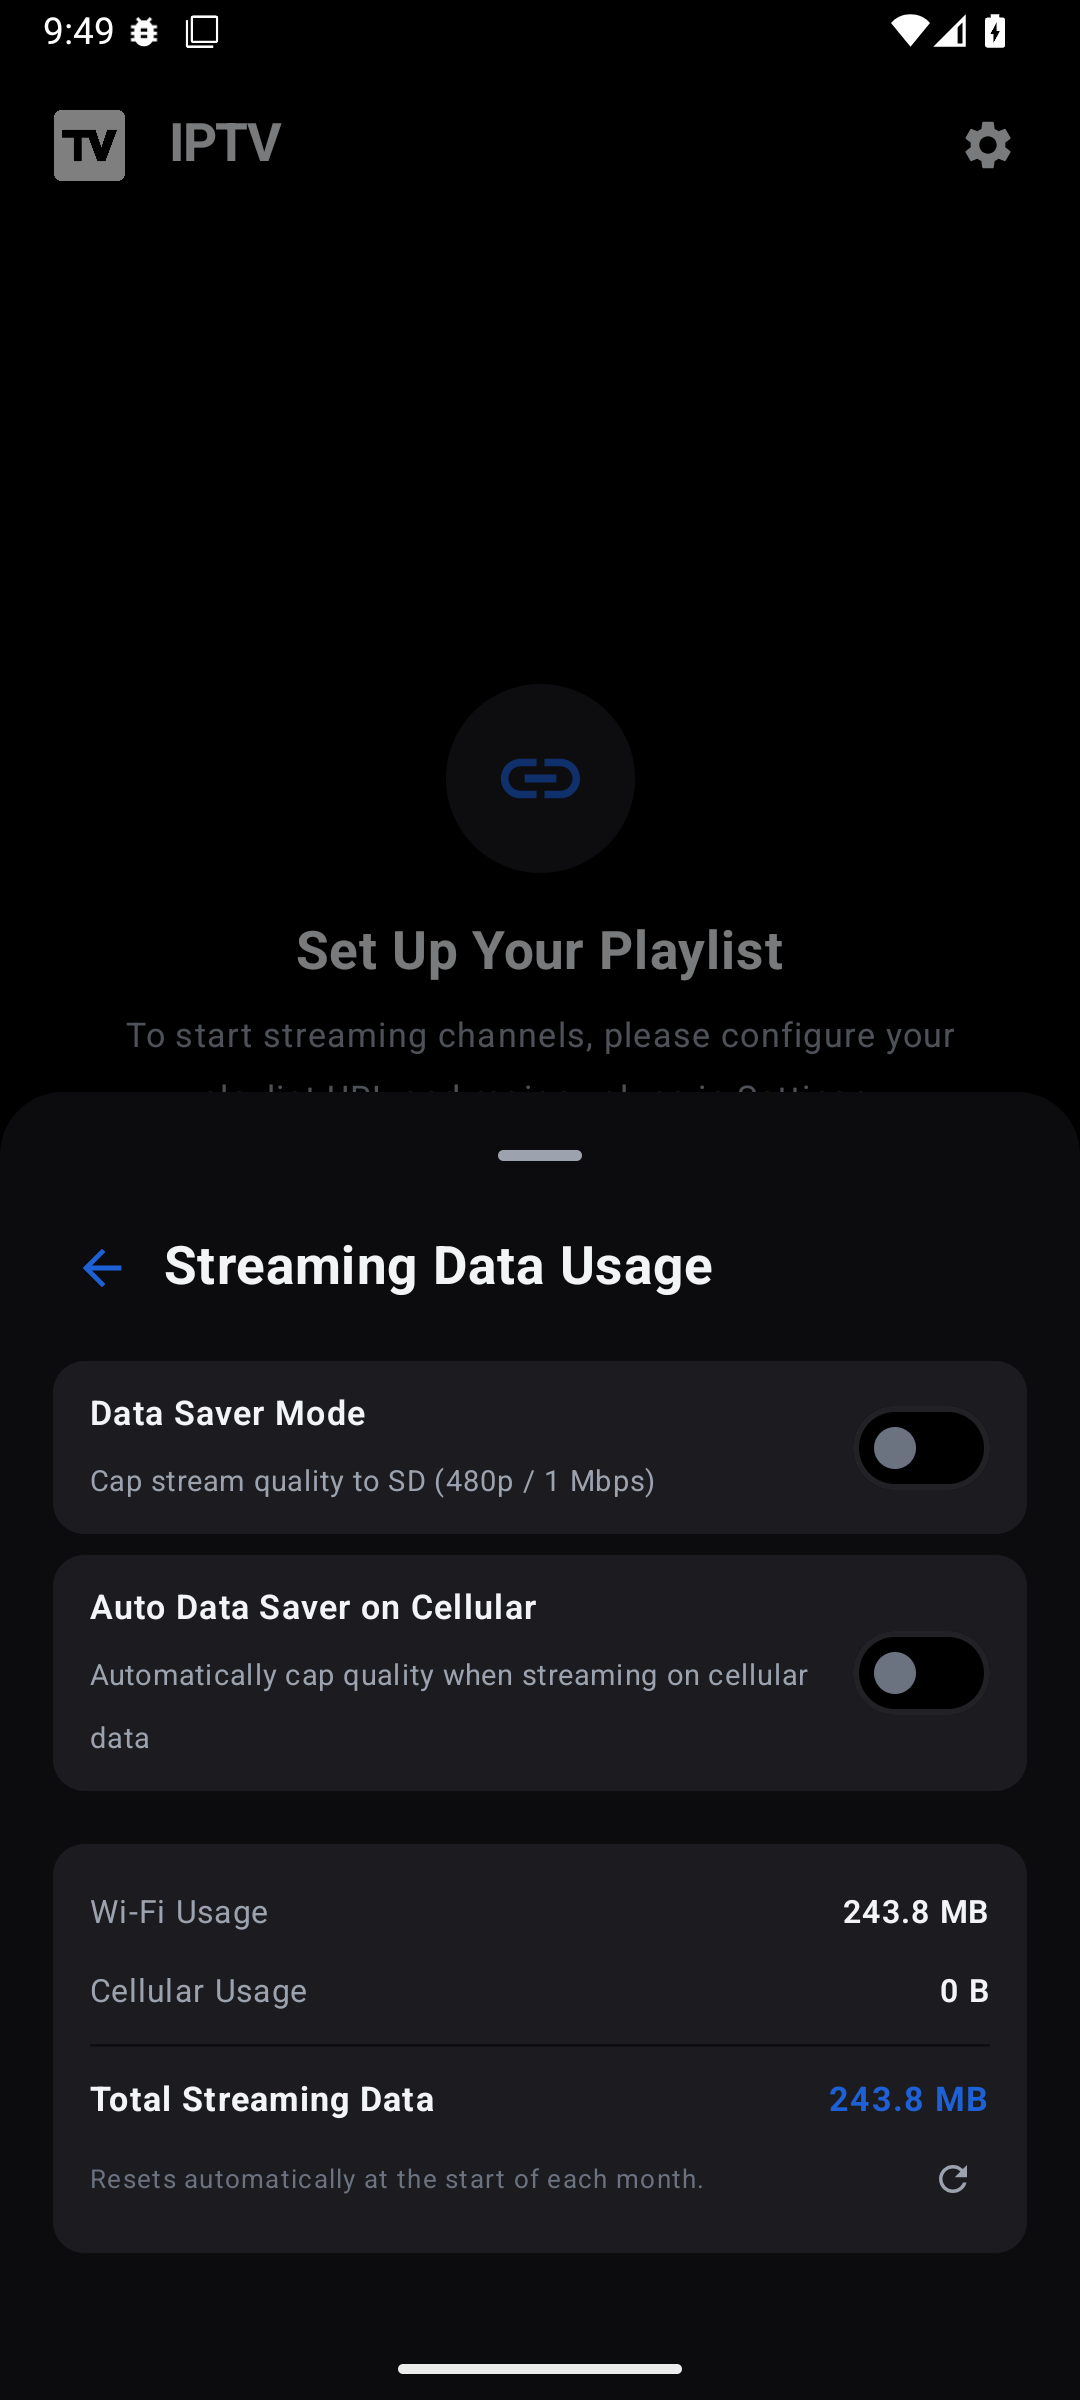 9:49
TV IPTV
Set Up Your Playlist
To start streaming channels, please configure your
Streaming Data Usage
Data Saver Mode
Cap stream quality to SD (480p / 1 Mbps)
Auto Data Saver on Cellular
Automatically cap quality when streaming on cellular
data
Wi-Fi Usage 243.8 MB
Cellular Usage 0 B
Total Streaming Data 243.8 MB
Resets automatically at the start of each month.